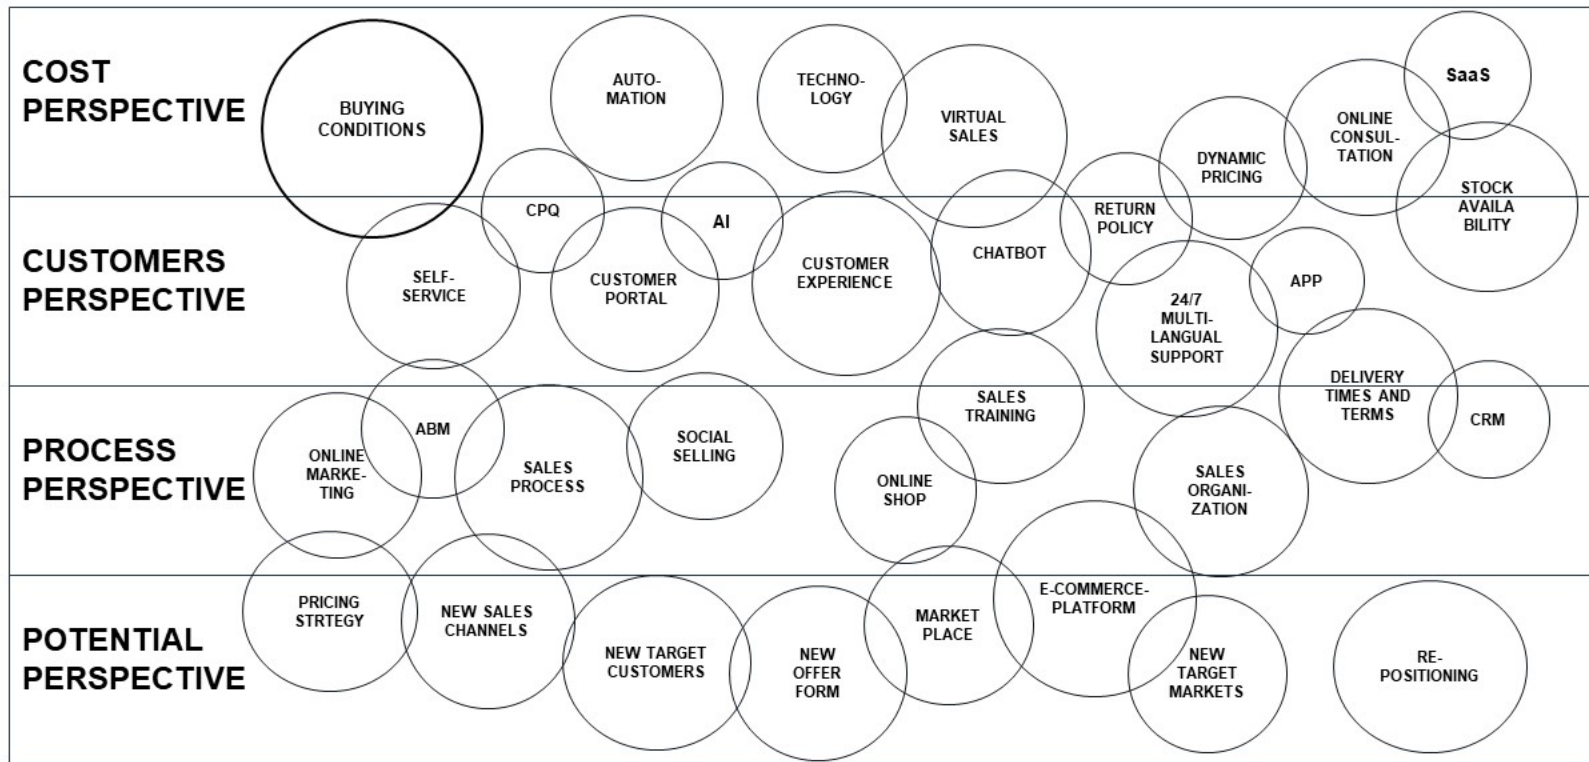 COST
PERSPECTIVE
BUYING
CONDITIONS
AUTO-
MATION
TECHNO-
LOGY
VIRTUAL
SALES
DYNAMIC
PRICING
ONLINE
CONSUL-
TATION
SaaS
STOCK
AVAILA
BILITY
CUSTOMERS
PERSPECTIVE
SELF-
SERVICE
CPQ
CUSTOMER
PORTAL
AI
CUSTOMER
EXPERIENCE
CHATBOT
RETURN
POLICY
24/7
MULTI-
LANGUAL
SUPPORT
APP
PROCESS
PERSPECTIVE
ONLINE
MARKE-
TING
ABM
SALES
PROCESS
SOCIAL
SELLING
ONLINE
SHOP
SALES
TRAINING
SALES
ORGANI-
ZATION
DELIVERY
TIMES AND
TERMS
CRM
POTENTIAL
PERSPECTIVE
PRICING
STRTEGY
NEW SALES
CHANNELS
NEW TARGET
CUSTOMERS
NEW
OFFER
FORM
MARKET
PLACE
E-COMMERCE-
PLATFORM
NEW
TARGET
MARKETS
RE-
POSITIONING